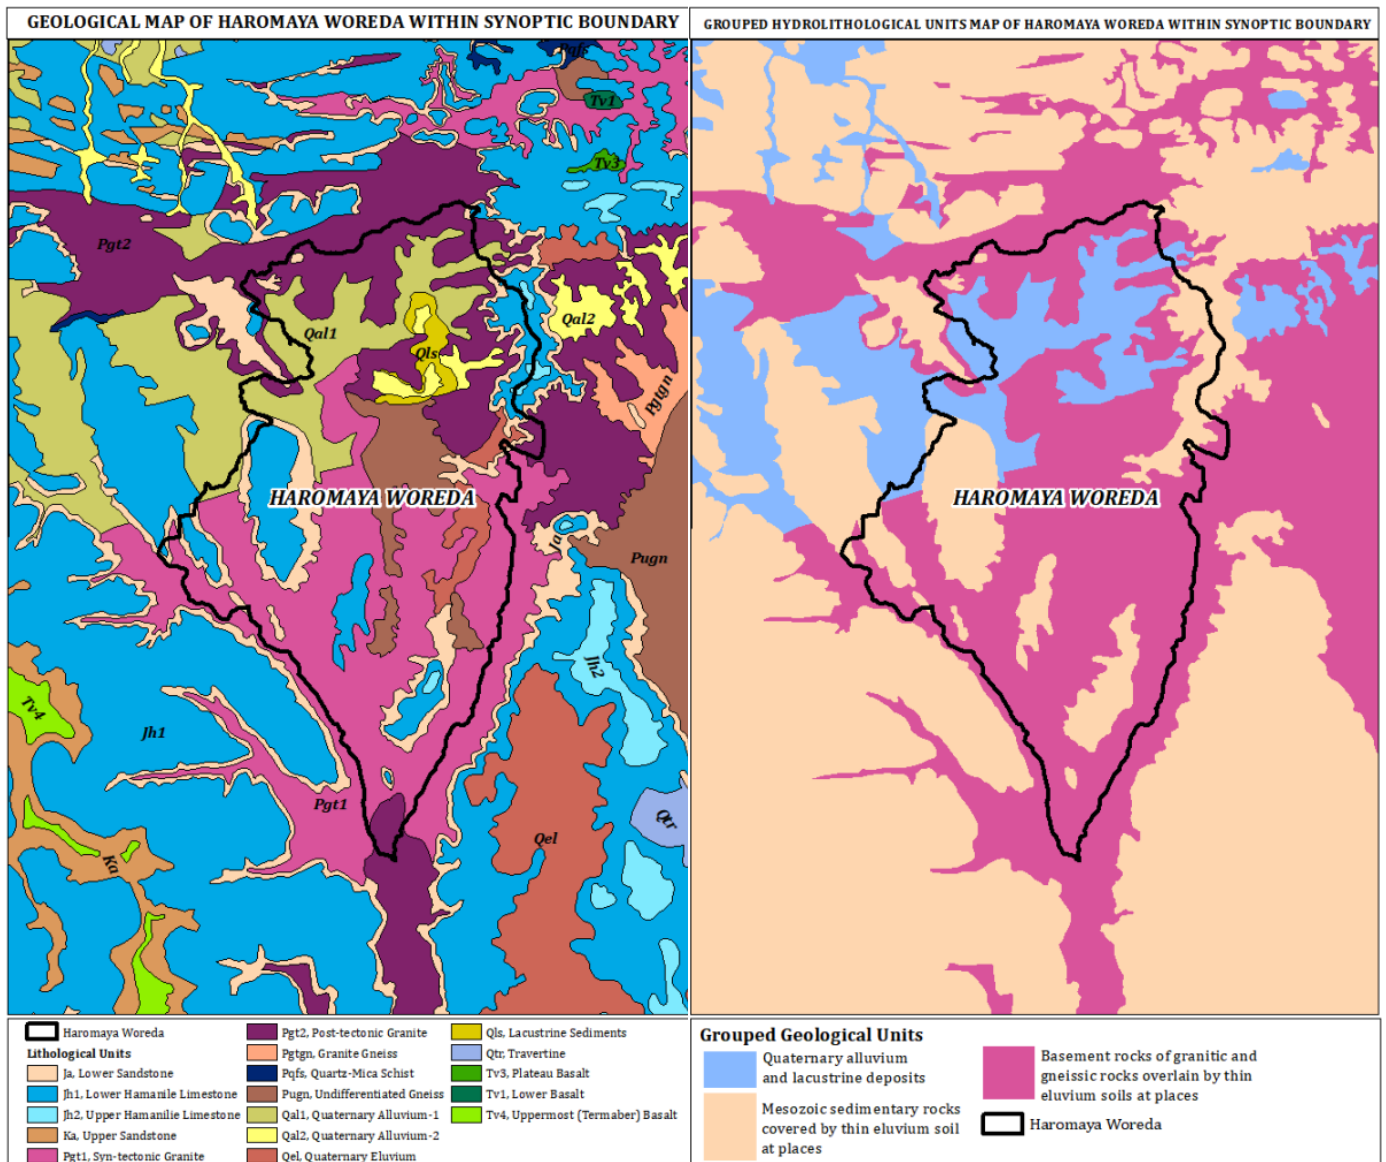 GEOLOGICAL MAP OF HAROMAYA WOREDA WITHIN SYNOPTIC BOUNDARY
GROUPED HYDROLITHOLOGICAL UNITS MAP OF HAROMAYA WOREDA WITHIN SYNOPTIC BOUNDARY
Pqfs
Tv1
Tv3
Pgt2
Qal1
Qal2
Qls
Pgtgn
HAROMAYA WOREDA
HAROMAYA WOREDA
Ja
Pugn
Jh2
Tv4
Jh1
Pgt1
Qtr
Qel
Ka
Haromaya Woreda
Lithological Units
Ja, Lower Sandstone
Jh1, Lower Hamanile Limestone
Jh2, Upper Hamanilie Limestone
Ka, Upper Sandstone
Pgt1, Syn-tectonic Granite
Pgt2, Post-tectonic Granite
Pgtgn, Granite Gneiss
Pqfs, Quartz-Mica Schist
Pugn, Undifferentiated Gneiss
Qal1, Quaternary Alluvium-1
Qal2, Quaternary Alluvium-2
Qel, Quaternary Eluvium
Qls, Lacustrine Sediments
Qtr, Travertine
Tv3, Plateau Basalt
Tv1, Lower Basalt
Tv4, Uppermost (Termaber) Basalt
Grouped Geological Units
Quaternary alluvium
and lacustrine deposits
Mesozoic sedimentary rocks
covered by thin eluvium soil
at places
Basement rocks of granitic and
gneissic rocks overlain by thin
eluvium soils at places
Haromaya Woreda